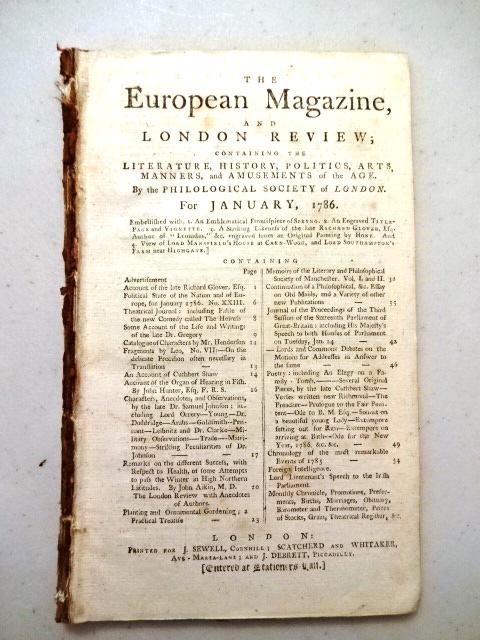 THE
European Magazine,
AND
LONDON REVIEW;
CONTAINING THE
LITERATURE, HISTORY, POLITICS, ARTS,
MANNERS, and AMUSEMENTS of the AGE.
By the PHILOLOGICAL SOCIETY of LONDON.
For JANUARY, 1786.
Embellished with, 1. An Emblematical Frontispiece of SPRING. 2. An Engraved TITLE-
PAGE and VIGNETTE. 3. A Striking Likeness of the late RICHARD GLOVER, Esq.
Author of "Leonidas," &c. engraved from an Original Painting by HONE. And
4. View of LORD MANSFIELD'S HOUSE at CAEN-WOOD, and LORD SOUTHAMPTON'S
FARM near HIGHGATE.]
CONTAINING
Page
Advertisement
Account of the late Richard Glover, Esq. 1
Political State of the Nation and of Eu-
rope, for January 1786. No. XXIII. 6
Theatrical Journal: including Fable of
the new Comedy called The Heiress 8
Some Account of the Life and Writings
of the late Dr. Gregory 9
Catalogue of Characters by Mr. Henderson 12
Fragments by Leo, No. VII:—On the
delicate Precision often necessary in
Translation — 13
An Account of Cuthbert Shaw 14
Account of the Organ of Hearing in Fish.
By John Hunter, Esq. F. R. S. 16
Characters, Anecdotes, and Observations,
by the late Dr. Samuel Johnson: in-
cluding Lord Orrery—Young—Dr.
Doddridge—Arabs—Goldsmith—Pre-
sent—Leibnitz and Dr. Clarke—Mi-
litary Observations—Trade—Matri-
mony—Striking Peculiarities of Dr.
Johnson — 17
Remarks on the different Success, with
Respect to Health, of some Attempts
to pass the Winter in High Northern
Latitudes. By John Aikin, M. D. 20
The London Review with Anecdotes
of Authors.
Planting and Ornamental Gardening; a
Practical Treatise — 23
Memoirs of the Literary and Philosophical
Society of Manchester. Vol. I. and II. 32
Continuation of a Philosophical, &c. Essay
on Old Maids, and a Variety of other
new Publications — 35
Journal of the Proceedings of the Third
Session of the Sixteenth Parliament of
Great-Britain: including His Majesty's
Speech to both Houses of Parliament
on Tuesday, Jan. 24 — 42
—Lords and Commons Debates on the
Motions for Addresses in Answer to
the same — 46
Poetry: including An Elegy on a Fa-
mily-Tomb,——Several Original
Pieces, by the late Cuthbert Shaw—
Verses written near Richmond—The
Preacher—Prologue to the Fair Peni-
tent—Ode to B. M. Esq.—Sonnet on
a beautiful young Lady—Extempore
setting out for Bath—Extempore on
arriving at Bath—Ode for the New
Year, 1786. &c. &c. — 49
Chronology of the most remarkable
Events of 1785 — 54
Foreign Intelligence.
Lord Lieutenant's Speech to the Irish
Parliament.
Monthly Chronicle, Promotions, Prefer-
ments, Births, Marriages, Obituary,
Barometer and Thermometer, Prices
of Stocks, Grain, Theatrical Register, &c.
LONDON:
PRINTED FOR J. SEWELL, CORNHILL; SCATCHERD AND WHITAKER,
AVE-MARIA-LANE; AND J. DEBRETT, PICCADILLY.
[Entered at Stationers Hall.]